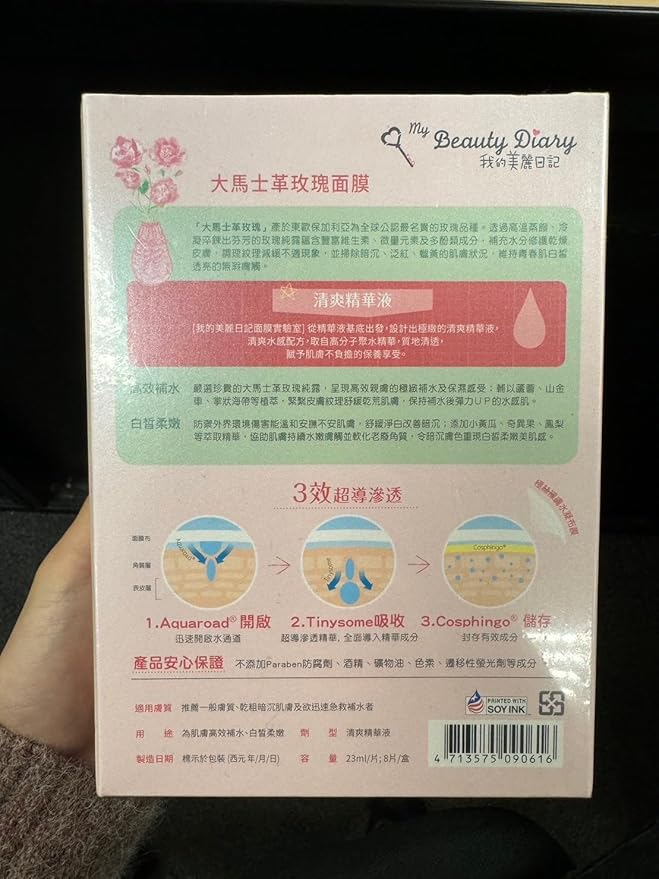 My Beauty Diary
我的美麗日記
大馬士革玫瑰面膜
「大馬士革玫瑰」產於東歐保加利亞為全球公認最名貴的玫瑰品種。透過高溫蒸餾、冷
凝萃鍊出芬芳的玫瑰純露蘊含豐富維生素、微量元素及多酚類成分，補充水分修護乾燥
皮膚，調理紋理減緩不適現象，並掃除暗沉、泛紅、蠟黃的肌膚狀況，維持青春肌白皙
透亮的無瑕膚觸。
清爽精華液
[我的美麗日記面膜實驗室] 從精華液基底出發，設計出極緻的清爽精華液，
清爽水感配方，取自高分子聚水精華，質地清透，
賦予肌膚不負擔的保養享受。
高效補水 嚴選珍貴的大馬士革玫瑰純露，呈現高效親膚的極緻補水及保濕感受；輔以蘆薈、山金
車、掌狀海帶等植萃，緊緊皮膚紋理舒緩乾荒肌膚，保持補水後彈力UP的水感肌。
白皙柔嫩 防禦外界環境傷害能溫和安撫不安肌膚，舒緩淨白改善暗沉；添加小黃瓜、奇異果、鳳梨
等萃取精華，協助肌膚持續水嫩膚觸並軟化老廢角質，令暗沉膚色重現白皙柔嫩美肌感。
3效超導滲透
極絲襯膚水凝布膜
面膜布
角質層
表皮層
Aquaroad®
Tinysome
Cosphingo®
1.Aquaroad® 開啟 2.Tinysome吸收 3.Cosphingo® 儲存
迅速開啟水通道 超導滲透精華，全面導入精華成分 封存有效成分
產品安心保證 不添加Paraben防腐劑、酒精、礦物油、色素、遷移性螢光劑等成分
適用膚質 推薦一般膚質、乾粗暗沉肌膚及欲迅速急救補水者
PRINTED WITH
SOY INK
用 途 為肌膚高效補水、白皙柔嫩 劑 型 清爽精華液
製造日期 標示於包裝 (西元 年/月/日) 容 量 23ml/片; 8片/盒
4 713575 090616